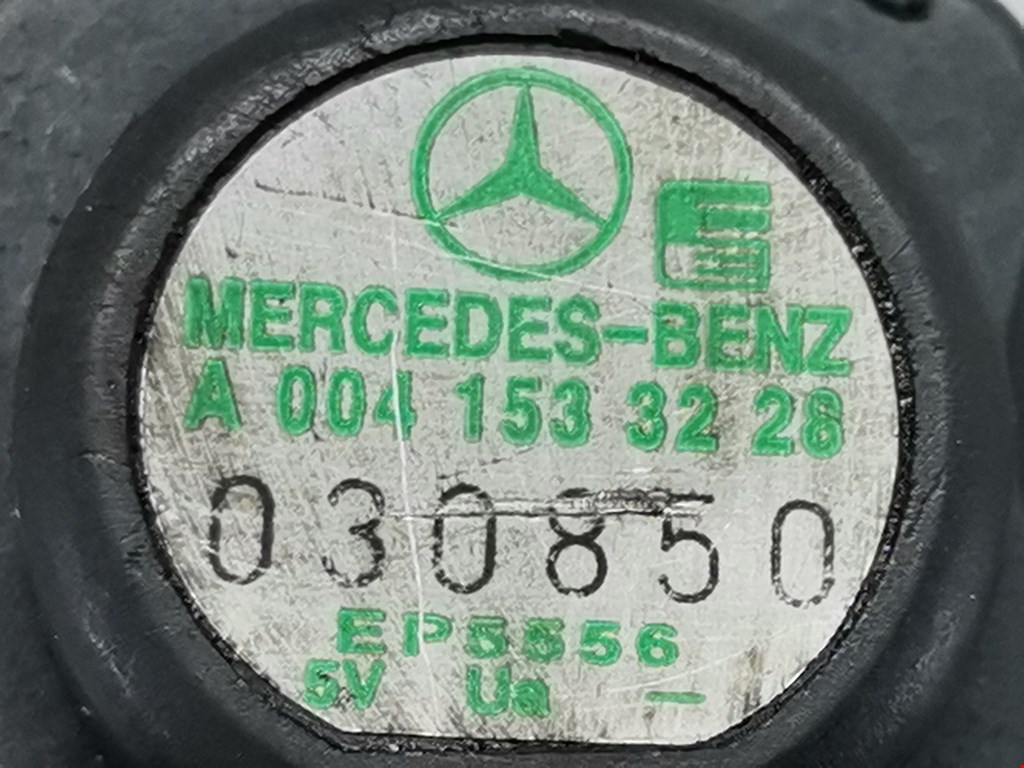 MERCEDES-BENZ
A 004 153 32 28
030850
EP5556
5V Ua —